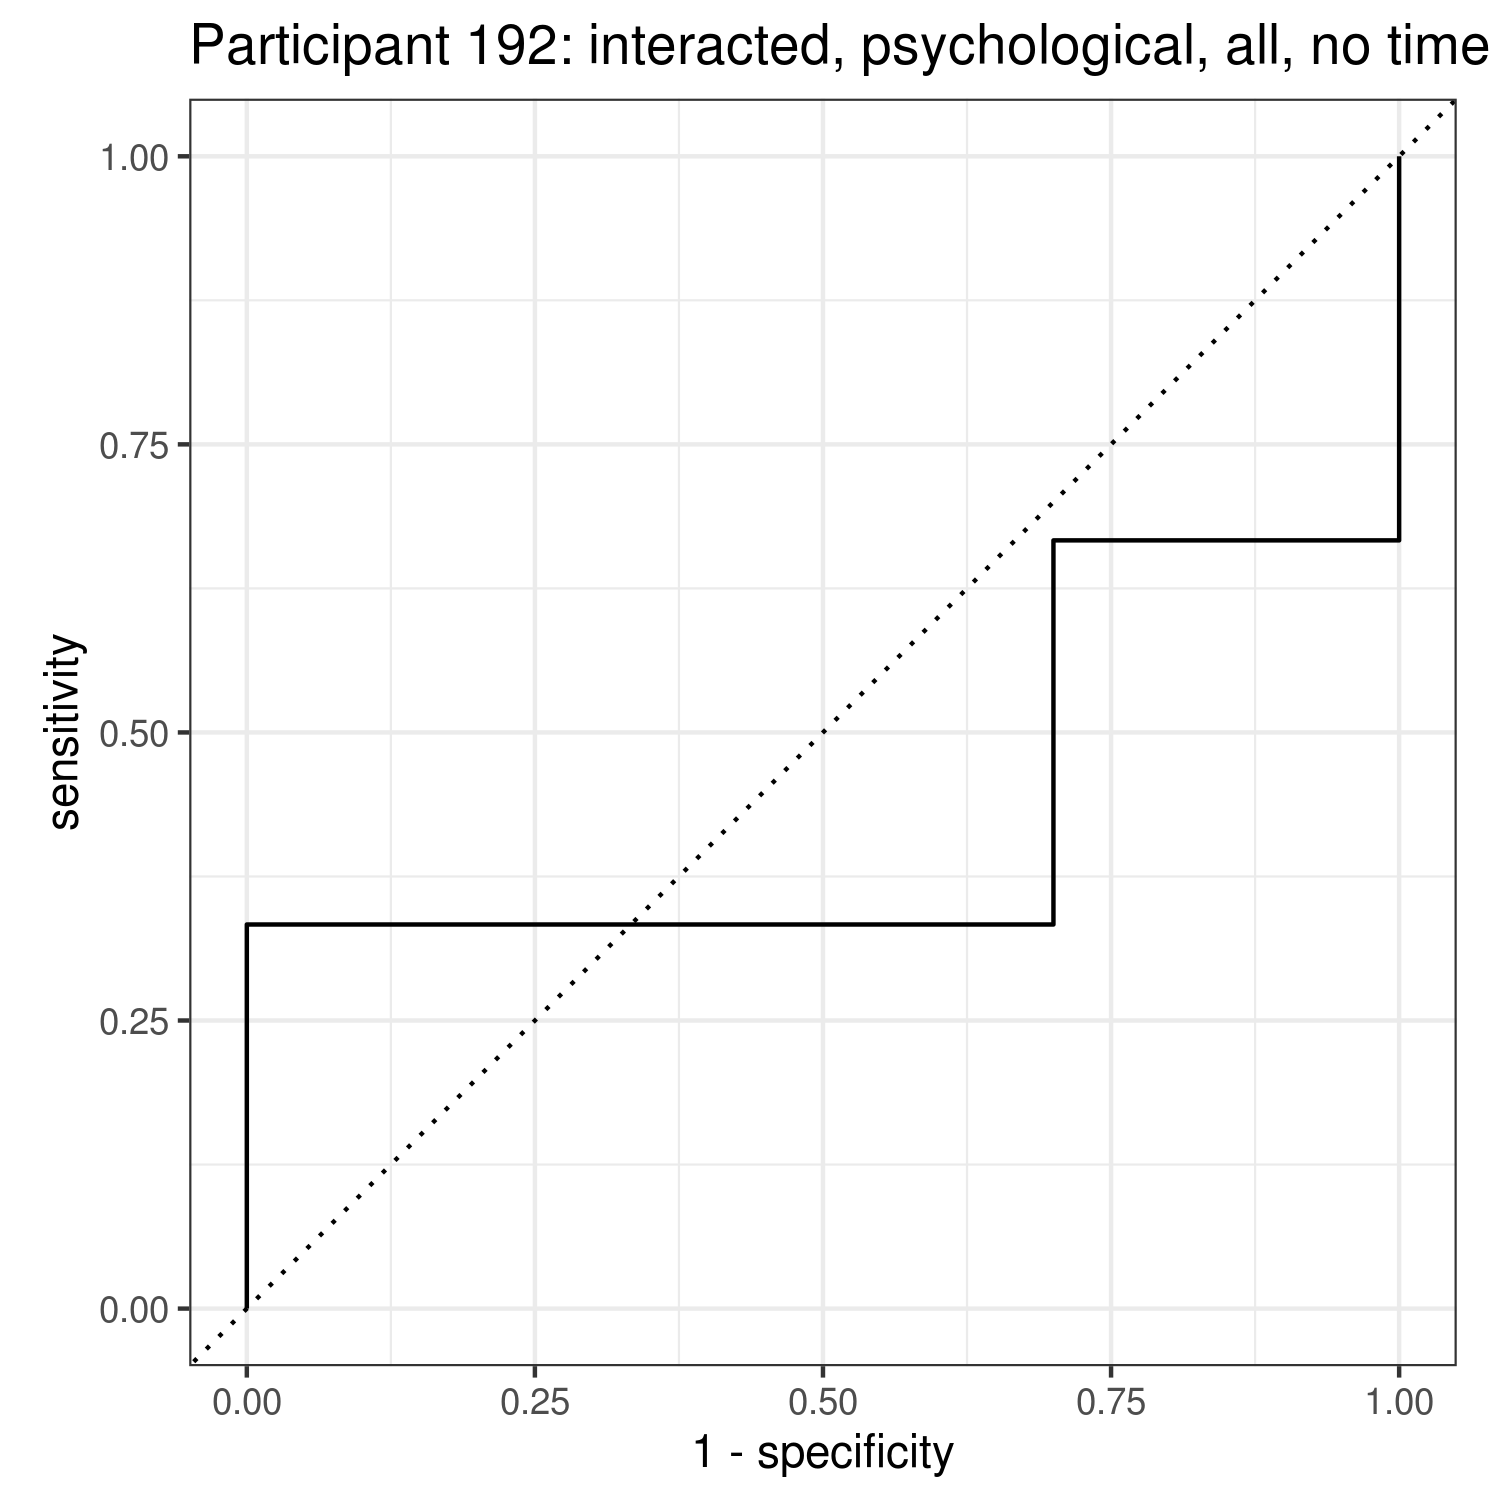 Participant 192: interacted, psychological, all, no time
1.00
0.75
0.50
0.25
0.00
sensitivity
0.00 0.25 0.50 0.75 1.00
1 - specificity